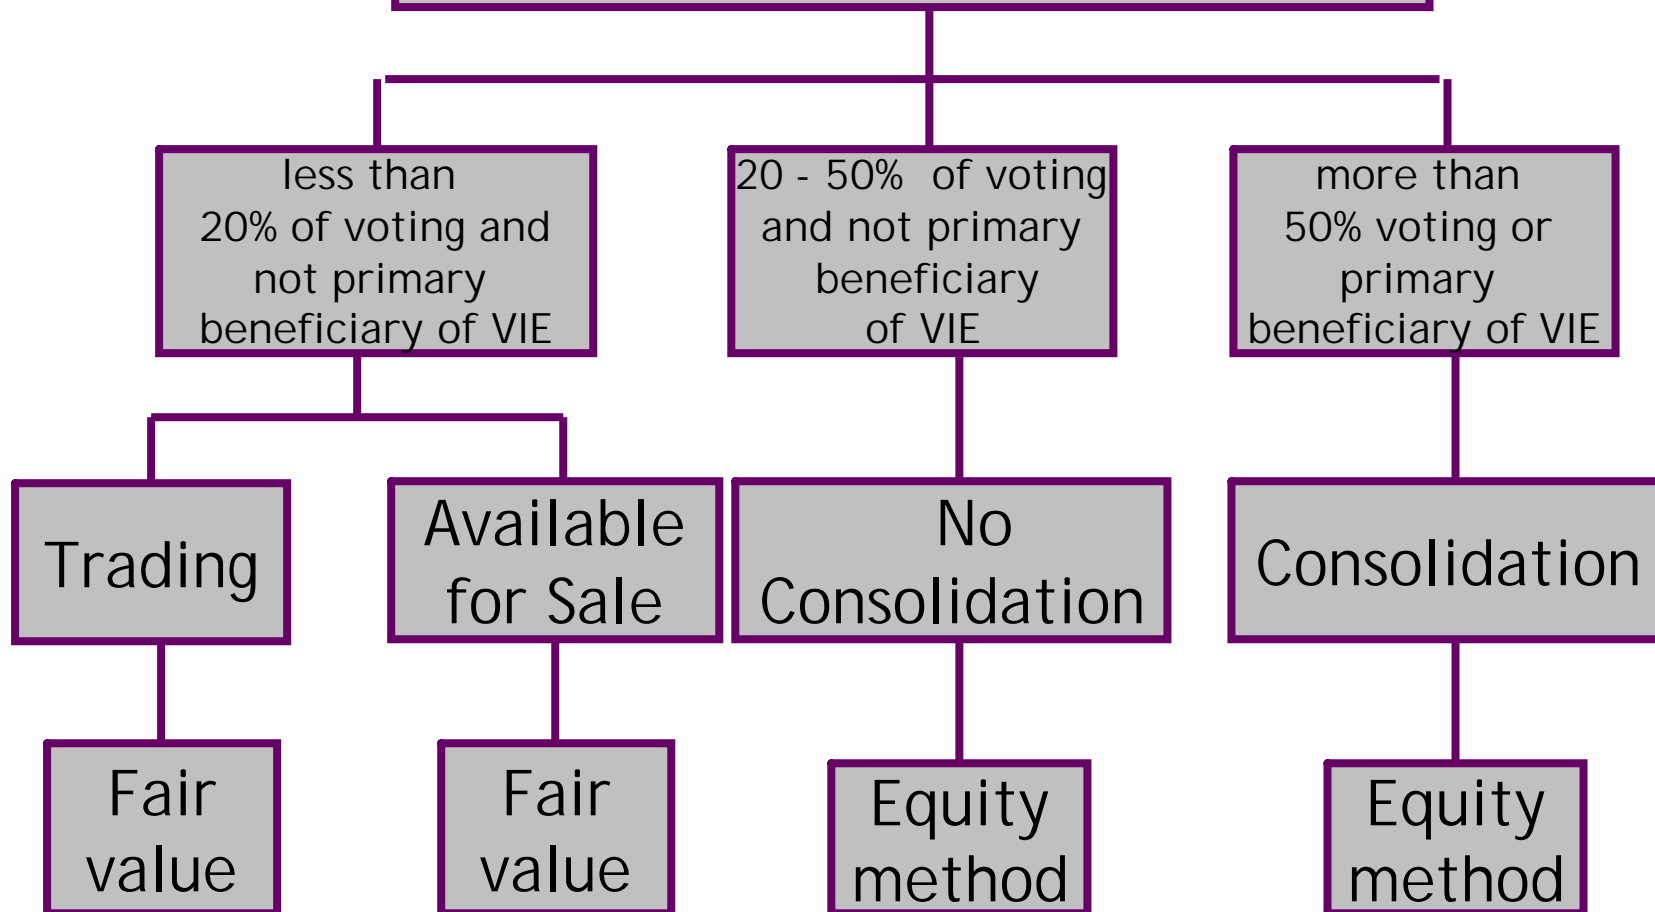 less than
20% of voting and
not primary
beneficiary of VIE
20 - 50% of voting
and not primary
beneficiary
of VIE
more than
50% voting or
primary
beneficiary of VIE
Trading
Available
for Sale
No
Consolidation
Consolidation
Fair
value
Fair
value
Equity
method
Equity
method